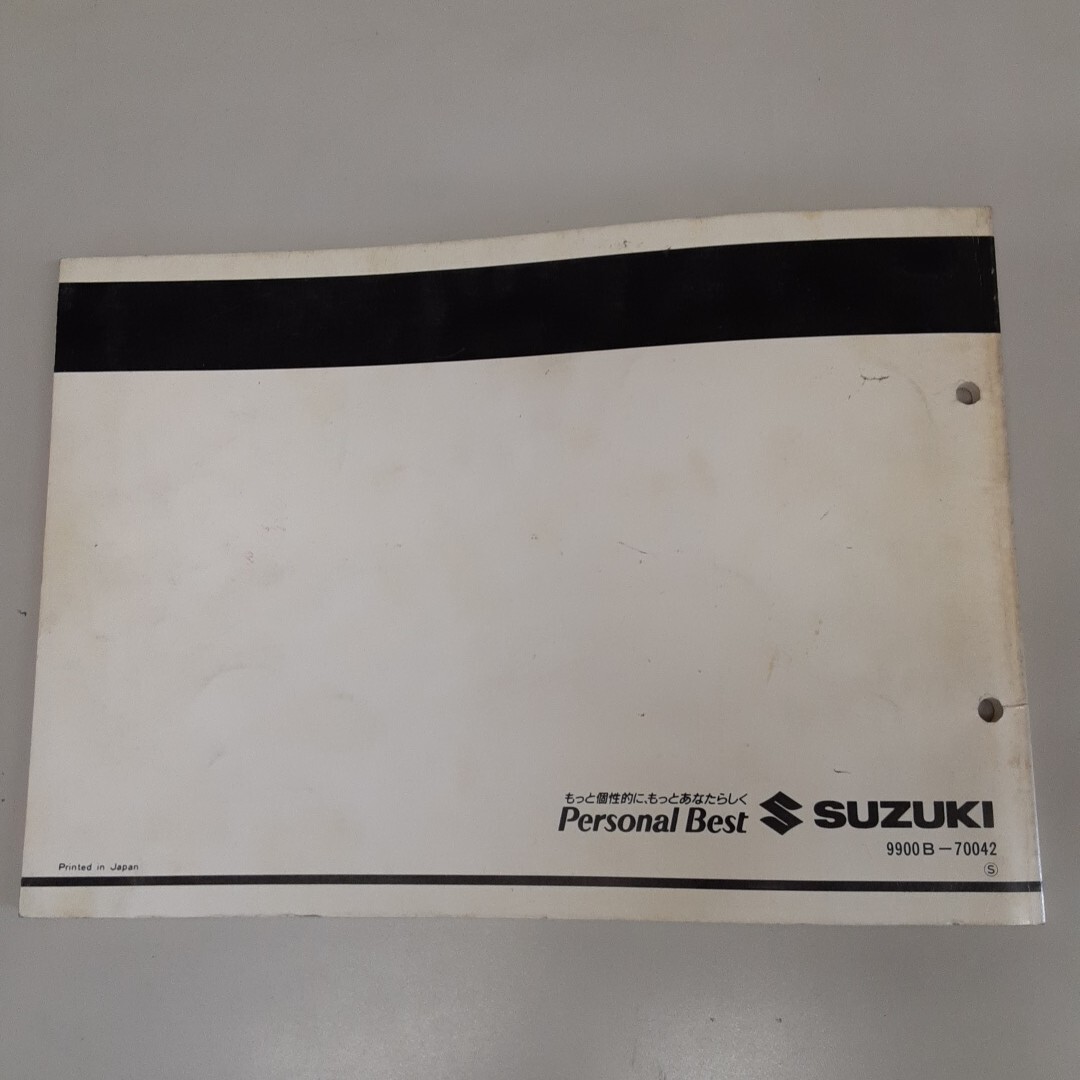 もっと個性的に、もっとあなたらしく
Personal Best SUZUKI
9900B-70042
Ⓢ
Printed in Japan